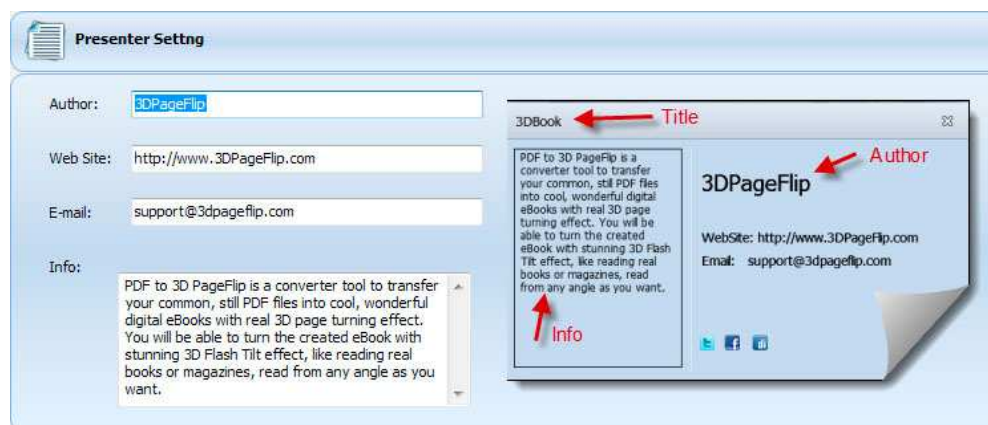 Presenter Settng
Author:
3DPageFlip
Web Site:
http://www.3DPageFlip.com
E-mail:
support@3dpageflip.com
Info:
PDF to 3D PageFlip is a converter tool to transfer
your common, still PDF files into cool, wonderful
digital eBooks with real 3D page turning effect.
You will be able to turn the created eBook with
stunning 3D Flash Tilt effect, like reading real
books or magazines, read from any angle as you
want.
3DBook
Title
PDF to 3D PageFlip is a
converter tool to transfer
your common, still PDF files
into cool, wonderful digital
eBooks with real 3D page
turning effect. You will be
able to turn the created
eBook with stunning 3D Flash
Tilt effect, like reading real
books or magazines, read
from any angle as you want.
Info
Author
3DPageFlip
WebSite: http://www.3DPageFlip.com
Email: support@3dpageflip.com